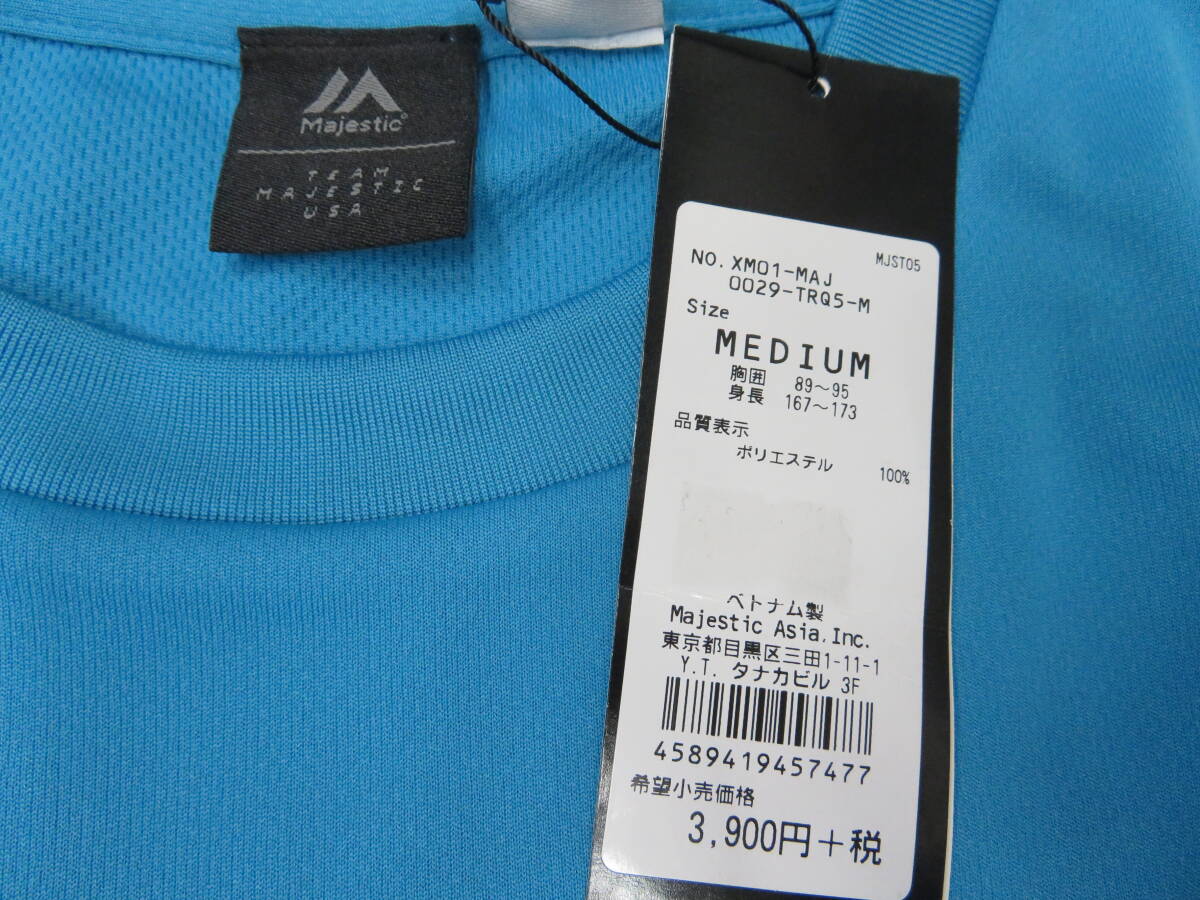 Majestic
TEAM
MAJESTIC
USA
MJST05
NO. XM01-MAJ
0029-TRQ5-M
Size
MEDIUM
胸囲 89～95
身長 167～173
品質表示
ポリエステル 100%
ベトナム製
Majestic Asia.Inc.
東京都目黒区三田1-11-1
Y.T. タナカビル 3F
4589419457477
希望小売価格
3,900円+税